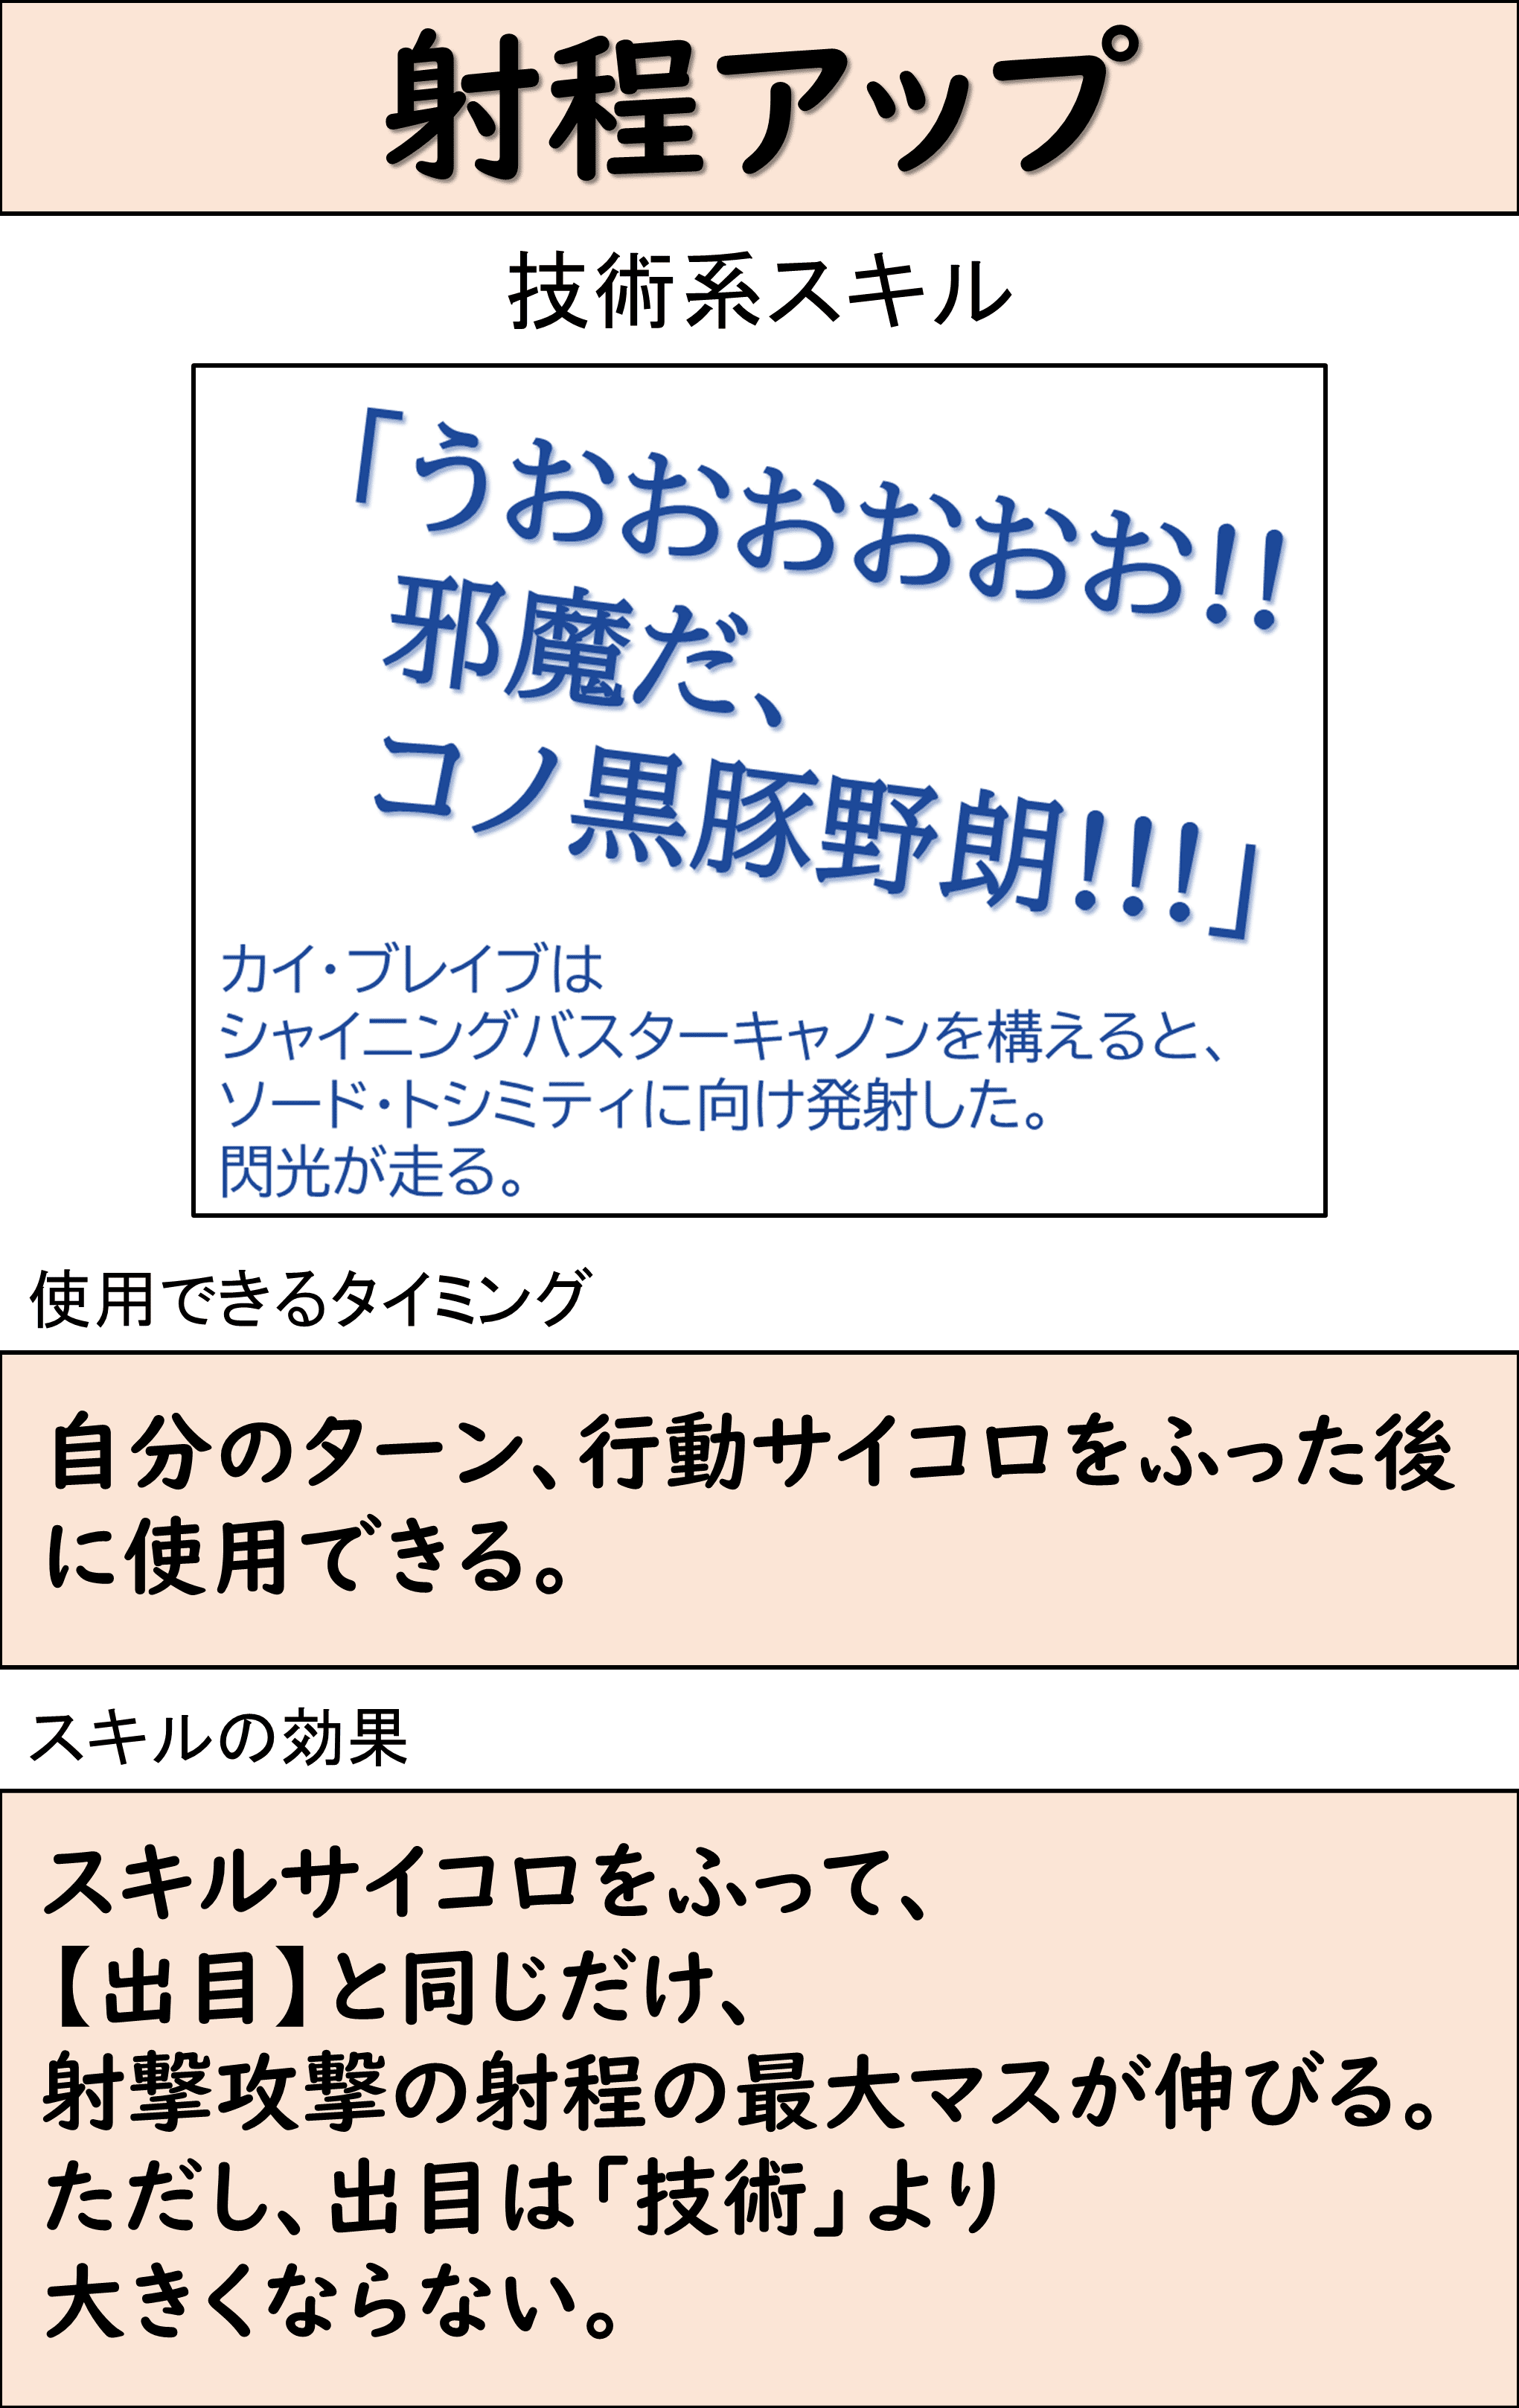 射程アップ
技術系スキル
「うおおおおおお!!
邪魔だ、
コノ黒豚野朗!!!」
カイ・ブレイブは
シャイニングバスターキャノンを構えると、
ソード・トシミティに向け発射した。
閃光が走る。
使用できるタイミング
自分のターン、行動サイコロをふった後
に使用できる。
スキルの効果
スキルサイコロをふって、
【出目】と同じだけ、
射撃攻撃の射程の最大マスが伸びる。
ただし、出目は「技術」より
大きくならない。